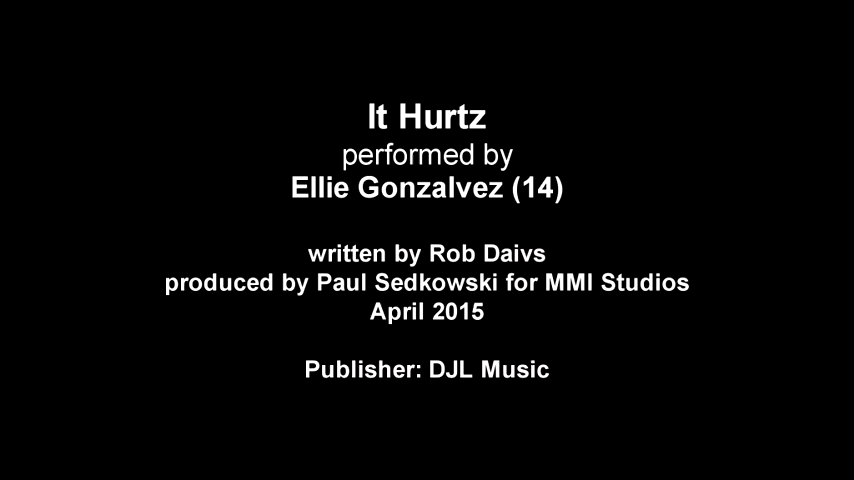 It Hurtz
performed by
Ellie Gonzalvez (14)
written by Rob Daivs
produced by Paul Sedkowski for MMI Studios
April 2015
Publisher: DJL Music